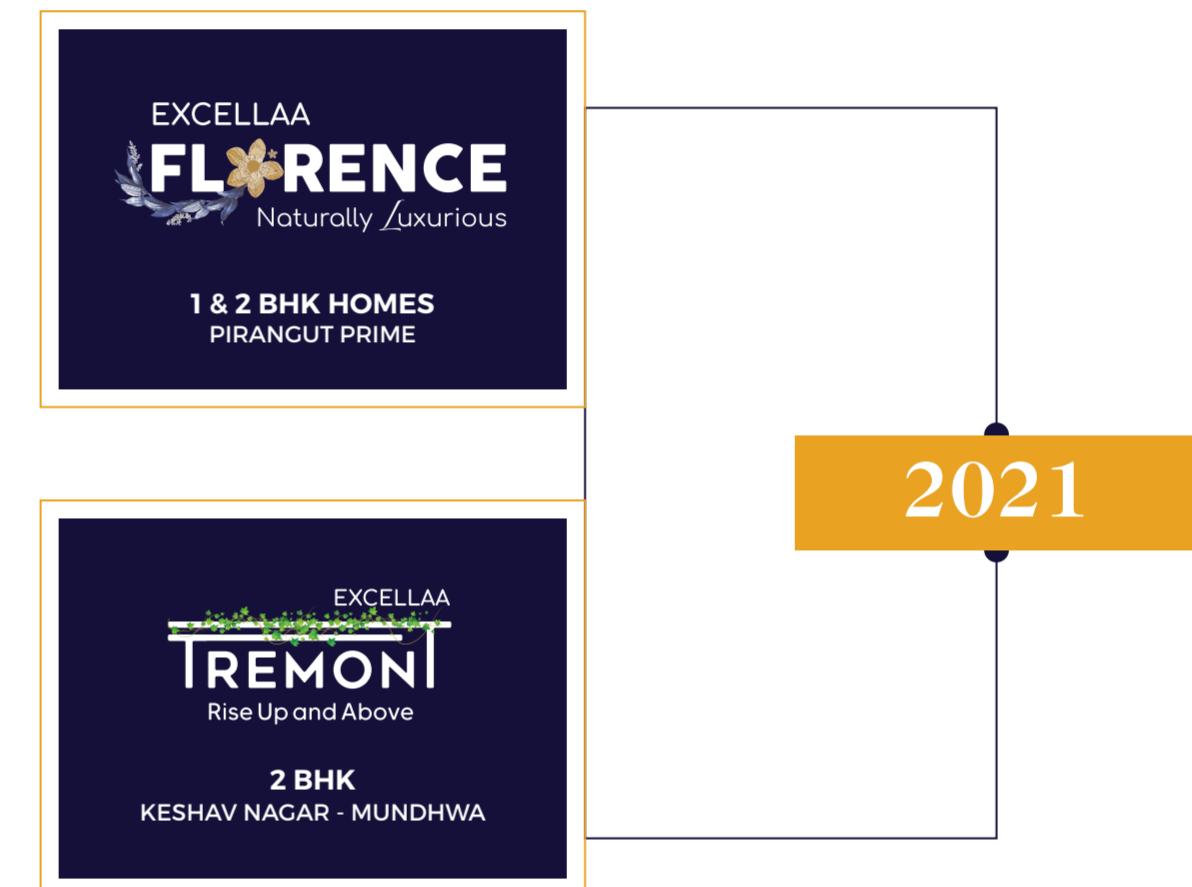 EXCELLAA
FLORENCE
Naturally Luxurious
1 & 2 BHK HOMES
PIRANGUT PRIME
2021
EXCELLAA
TREMONT
Rise Up and Above
2 BHK
KESHAV NAGAR - MUNDHWA